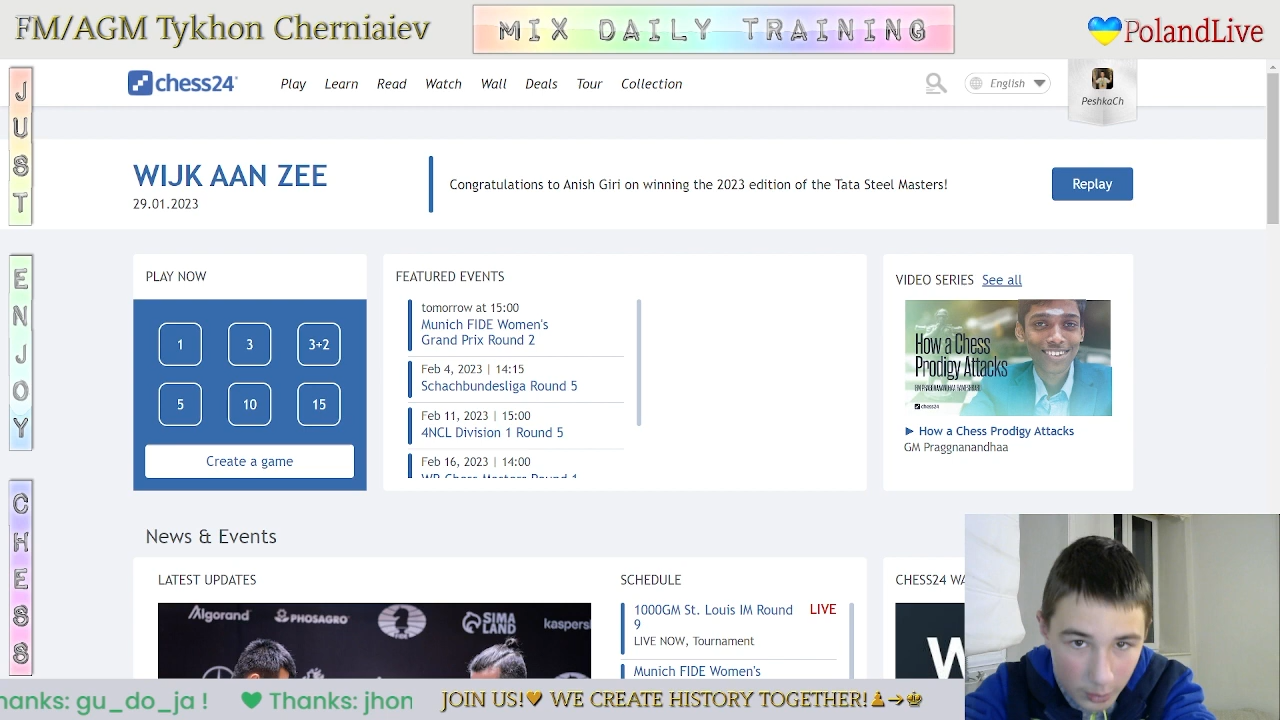 FM/AGM Tykhon Cherniaiev
MIX DAILY TRAINING
PolandLive
JUST
ENJOY
CHESS
chess24
Play Learn Read Watch Wall Deals Tour Collection
English
PeshkaCh
WIJK AAN ZEE
29.01.2023
Congratulations to Anish Giri on winning the 2023 edition of the Tata Steel Masters!
Replay
PLAY NOW
1 3 3+2
5 10 15
Create a game
FEATURED EVENTS
tomorrow at 15:00
Munich FIDE Women's
Grand Prix Round 2
Feb 4, 2023 | 14:15
Schachbundesliga Round 5
Feb 11, 2023 | 15:00
4NCL Division 1 Round 5
Feb 16, 2023 | 14:00
WR Chess Masters Round 1
VIDEO SERIES See all
How a Chess
Prodigy Attacks
chess24
How a Chess Prodigy Attacks
GM Praggnanandhaa
News & Events
LATEST UPDATES
Algorand PHOSAGRO SIMA LAND kaspers
SCHEDULE
1000GM St. Louis IM Round
9
LIVE
LIVE NOW, Tournament
Munich FIDE Women's
CHESS24 WA
W
hanks: gu_do_ja ! Thanks: jhon
JOIN US!♥ WE CREATE HISTORY TOGETHER!♟→♚